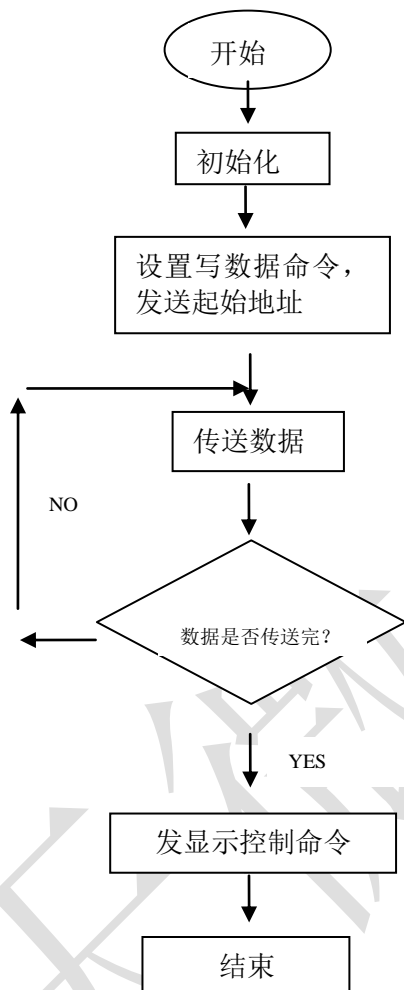 开始
初始化
设置写数据命令，
发送起始地址
传送数据
NO
数据是否传送完？
YES
发显示控制命令
结束